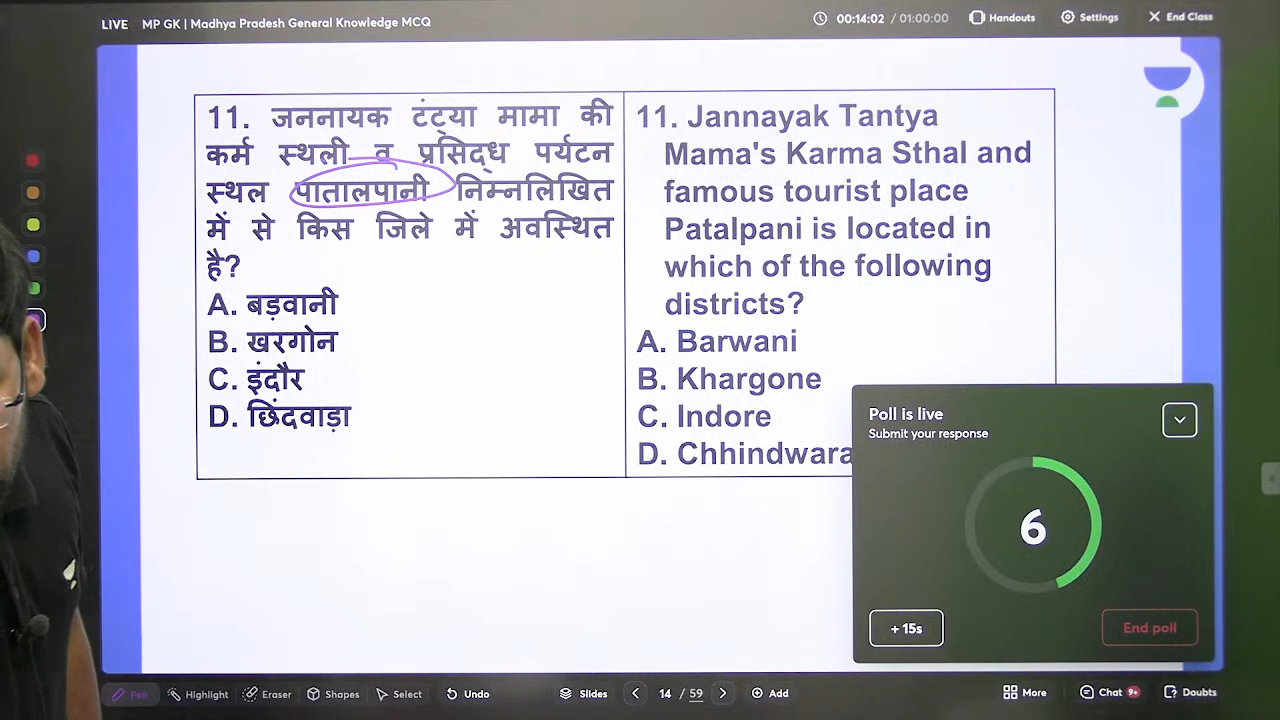 LIVE MP GK | Madhya Pradesh General Knowledge MCQ
00:14:02 / 01:00:00 Handouts Settings End Class
11. जननायक टंट्या मामा की
कर्म स्थली व प्रसिद्ध पर्यटन
स्थल पातालपानी निम्नलिखित
में से किस जिले में अवस्थित
है?
A. बड़वानी
B. खरगोन
C. इंदौर
D. छिंदवाड़ा
11. Jannayak Tantya
Mama's Karma Sthal and
famous tourist place
Patalpani is located in
which of the following
districts?
A. Barwani
B. Khargone
C. Indore
D. Chhindwara
Poll is live
Submit your response
6
+ 15s End poll
Pen Highlight Eraser Shapes Select Undo Slides 14 / 59 Add More Chat 9+ Doubts